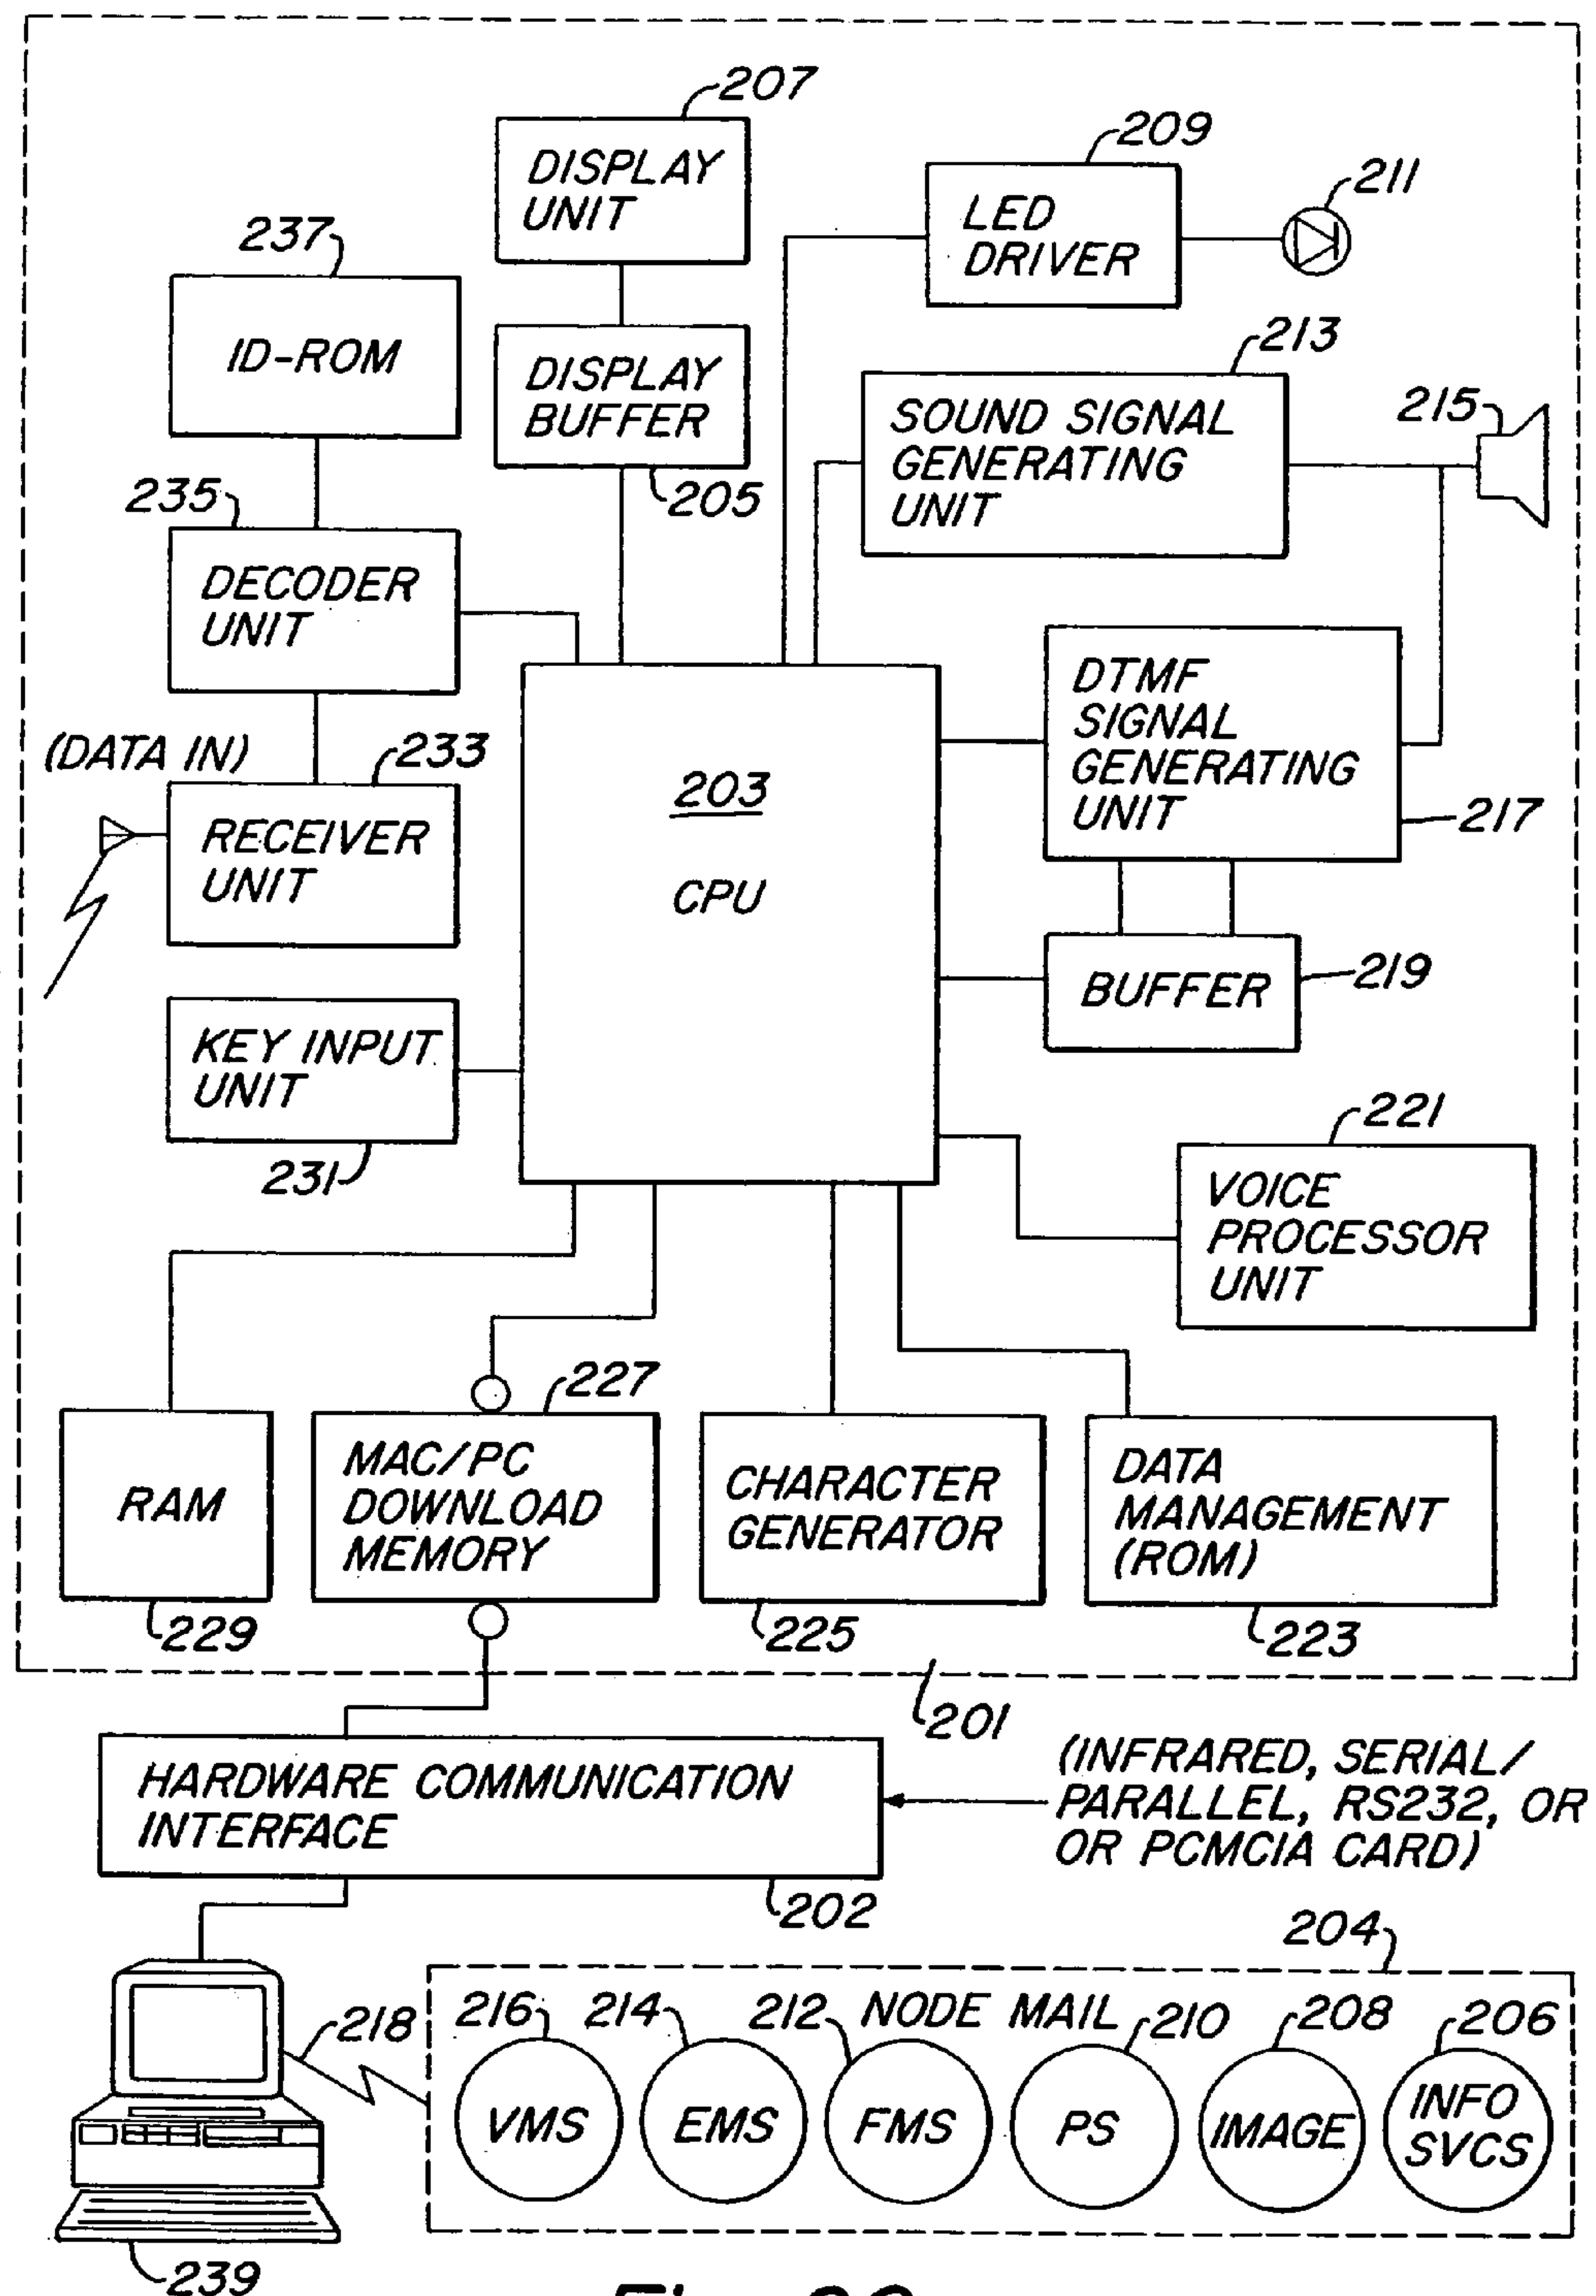 207
DISPLAY
UNIT
209
LED
DRIVER
211
237
ID-ROM
DISPLAY
BUFFER
205
213
SOUND SIGNAL
GENERATING
UNIT
215
235
DECODER
UNIT
DTMF
SIGNAL
GENERATING
UNIT
217
(DATA IN)
233
RECEIVER
UNIT
203
CPU
BUFFER
219
KEY INPUT
UNIT
231
221
VOICE
PROCESSOR
UNIT
RAM
229
227
MAC/PC
DOWNLOAD
MEMORY
CHARACTER
GENERATOR
225
DATA
MANAGEMENT
(ROM)
223
201
HARDWARE COMMUNICATION
INTERFACE
202
(INFRARED, SERIAL/
PARALLEL, RS232, OR
OR PCMCIA CARD)
204
218
NODE MAIL
216
VMS
214
EMS
212
FMS
210
PS
208
IMAGE
206
INFO
SVCS
239